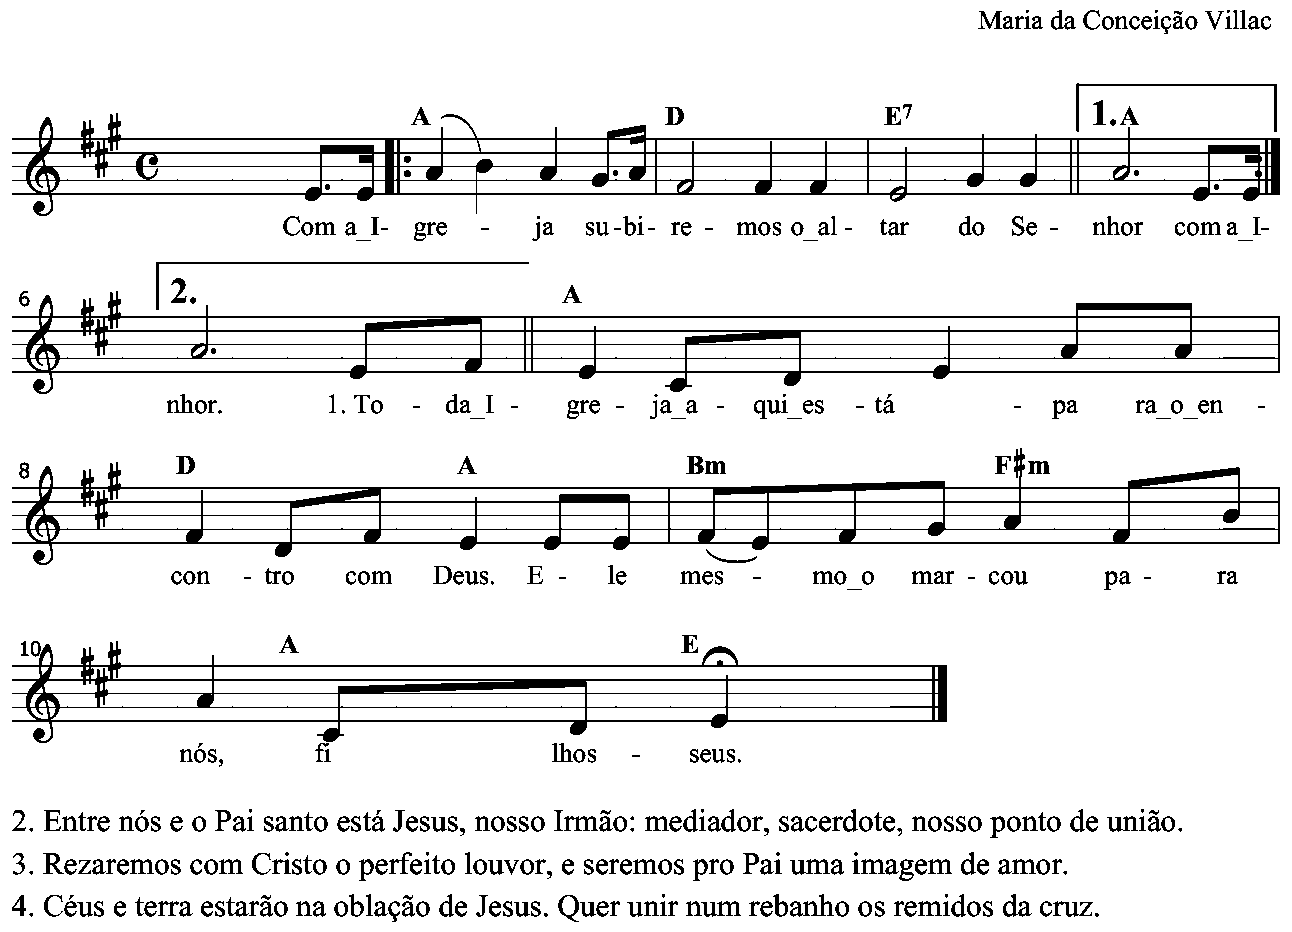 Maria da Conceição Villac
A D E7 1. A
Com a_I- gre - ja su-bi- re - mos o_al - tar do Se - nhor com a_I-
6 2. A
nhor. 1. To - da_I - gre - ja_a - qui_es - tá - pa ra_o_en -
8 D A Bm F#m
con - tro com Deus. E - le mes - mo_o mar - cou pa - ra
10 A E
nós, fi lhos - seus.
2. Entre nós e o Pai santo está Jesus, nosso Irmão: mediador, sacerdote, nosso ponto de união.
3. Rezaremos com Cristo o perfeito louvor, e seremos pro Pai uma imagem de amor.
4. Céus e terra estarão na oblação de Jesus. Quer unir num rebanho os remidos da cruz.